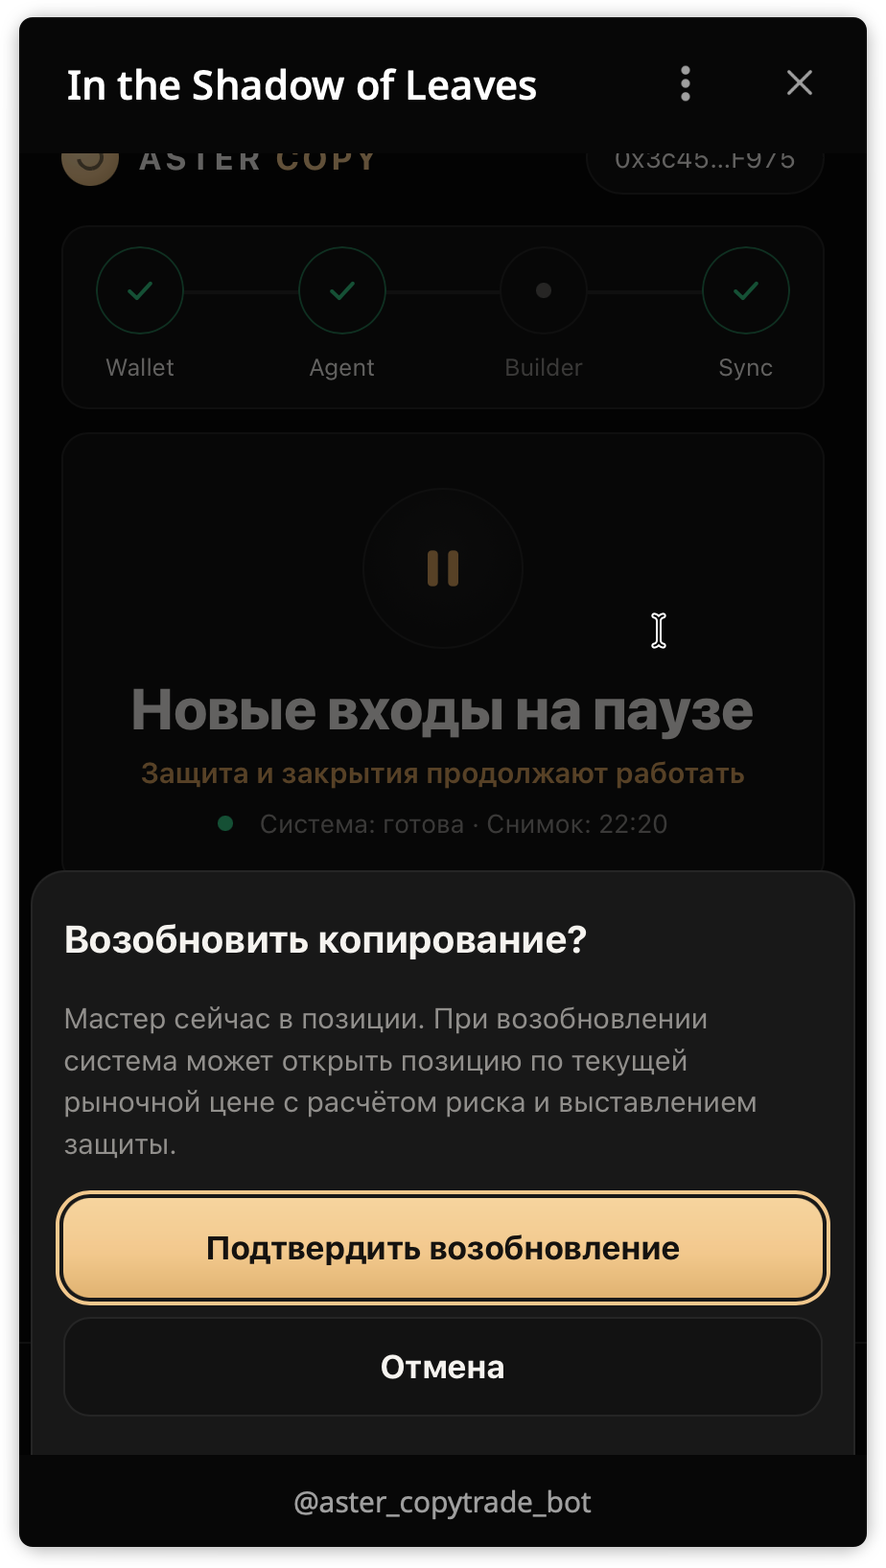 In the Shadow of Leaves
ASTER COPY
0x3c45...F975
Wallet
Agent
Builder
Sync
Новые входы на паузе
Защита и закрытия продолжают работать
Система: готова · Снимок: 22:20
Возобновить копирование?
Мастер сейчас в позиции. При возобновлении
система может открыть позицию по текущей
рыночной цене с расчётом риска и выставлением
защиты.
Подтвердить возобновление
Отмена
@aster_copytrade_bot